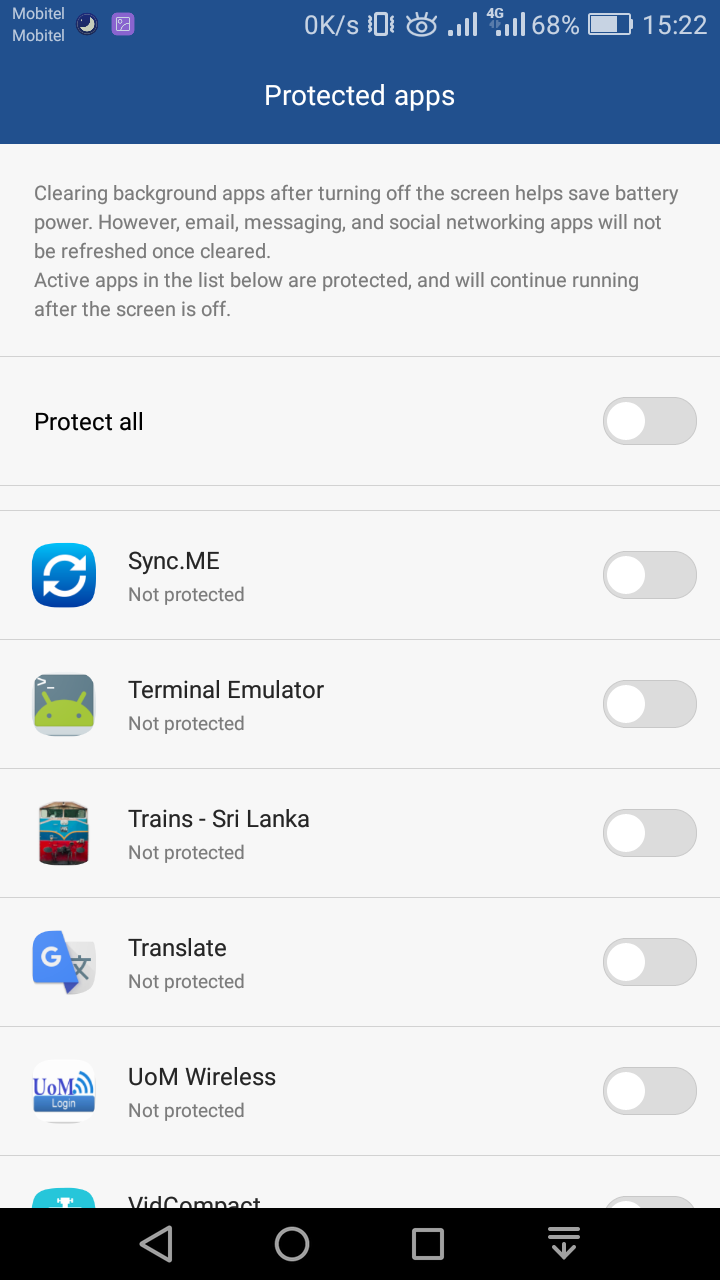 Mobitel
Mobitel
0K/s 4G 68% 15:22
Protected apps
Clearing background apps after turning off the screen helps save battery
power. However, email, messaging, and social networking apps will not
be refreshed once cleared.
Active apps in the list below are protected, and will continue running
after the screen is off.
Protect all
Sync.ME
Not protected
>_
Terminal Emulator
Not protected
Trains - Sri Lanka
Not protected
G 文
Translate
Not protected
UoM
Login
UoM Wireless
Not protected
VidCompact